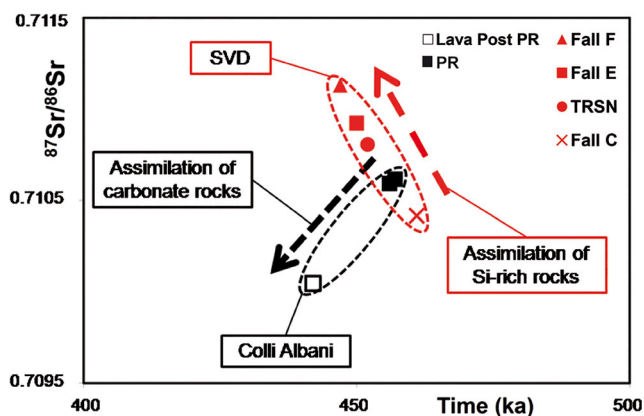 0.7115
SVD
Lava Post PR
PR
Fall F
Fall E
TRSN
Fall C
87Sr/86Sr
Assimilation of
carbonate rocks
0.7105
Assimilation of
Si-rich rocks
Colli Albani
0.7095
400
450
Time (ka)
500